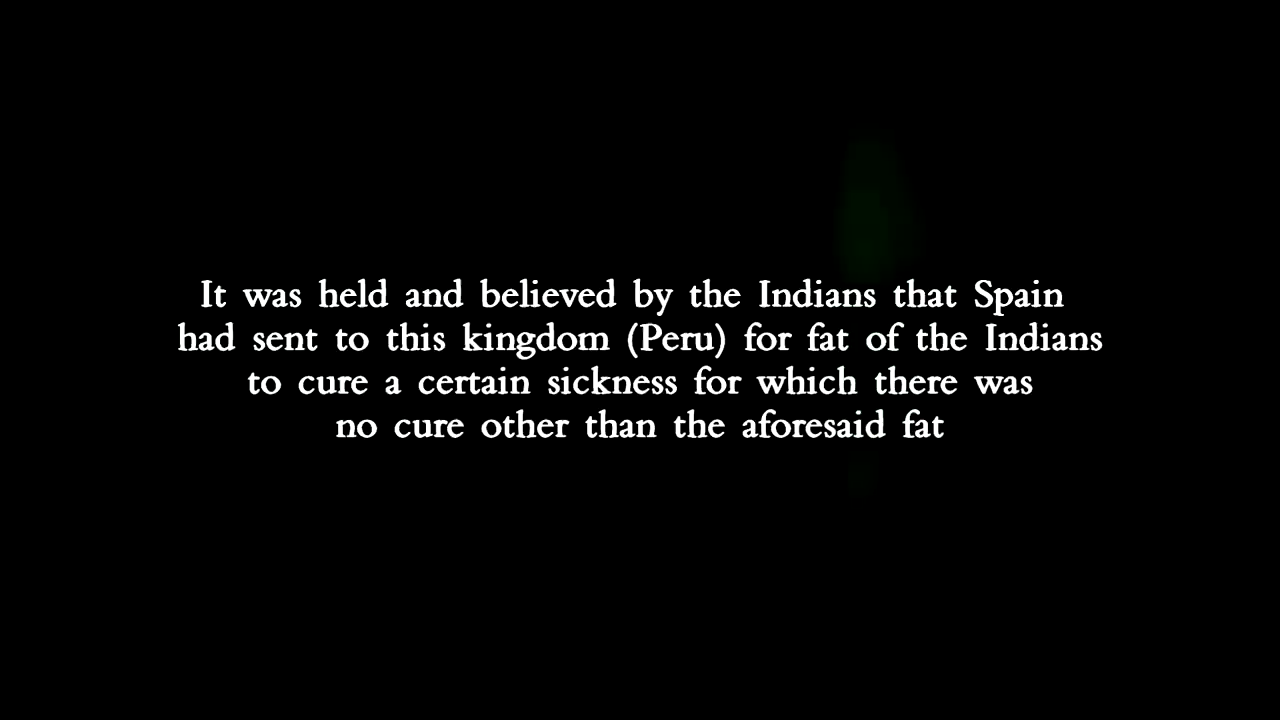 It was held and believed by the Indians that Spain
had sent to this kingdom (Peru) for fat of the Indians
to cure a certain sickness for which there was
no cure other than the aforesaid fat